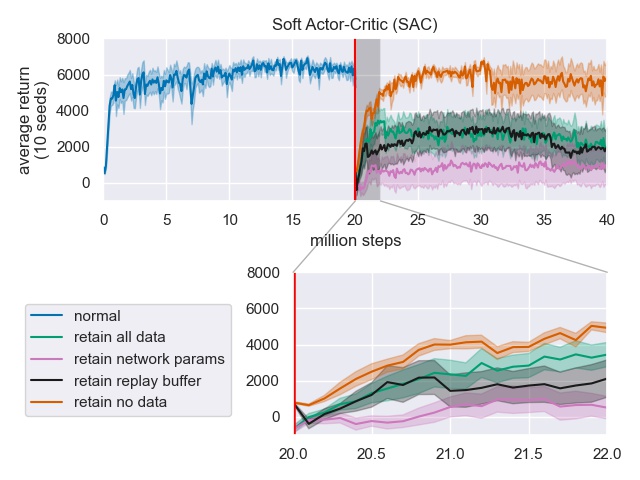 Soft Actor-Critic (SAC)
average return
(10 seeds)
8000
6000
4000
2000
0
0 5 10 15 20 25 30 35 40
million steps
8000
6000
4000
2000
0
20.0 20.5 21.0 21.5 22.0
normal
retain all data
retain network params
retain replay buffer
retain no data